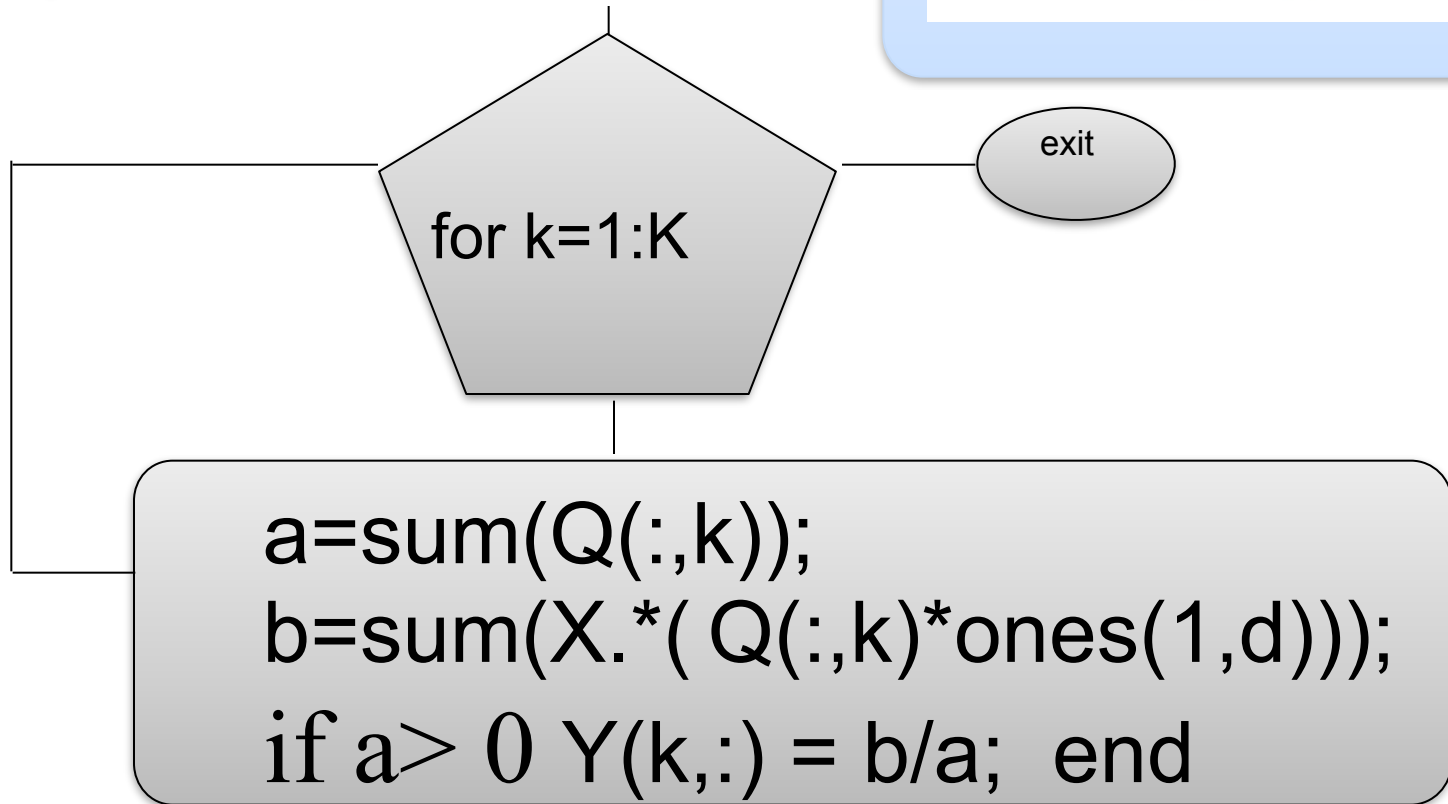 exit
for k=1:K
a=sum(Q(:,k));
b=sum(X.*( Q(:,k)*ones(1,d)));
if a> 0 Y(k,:) = b/a; end